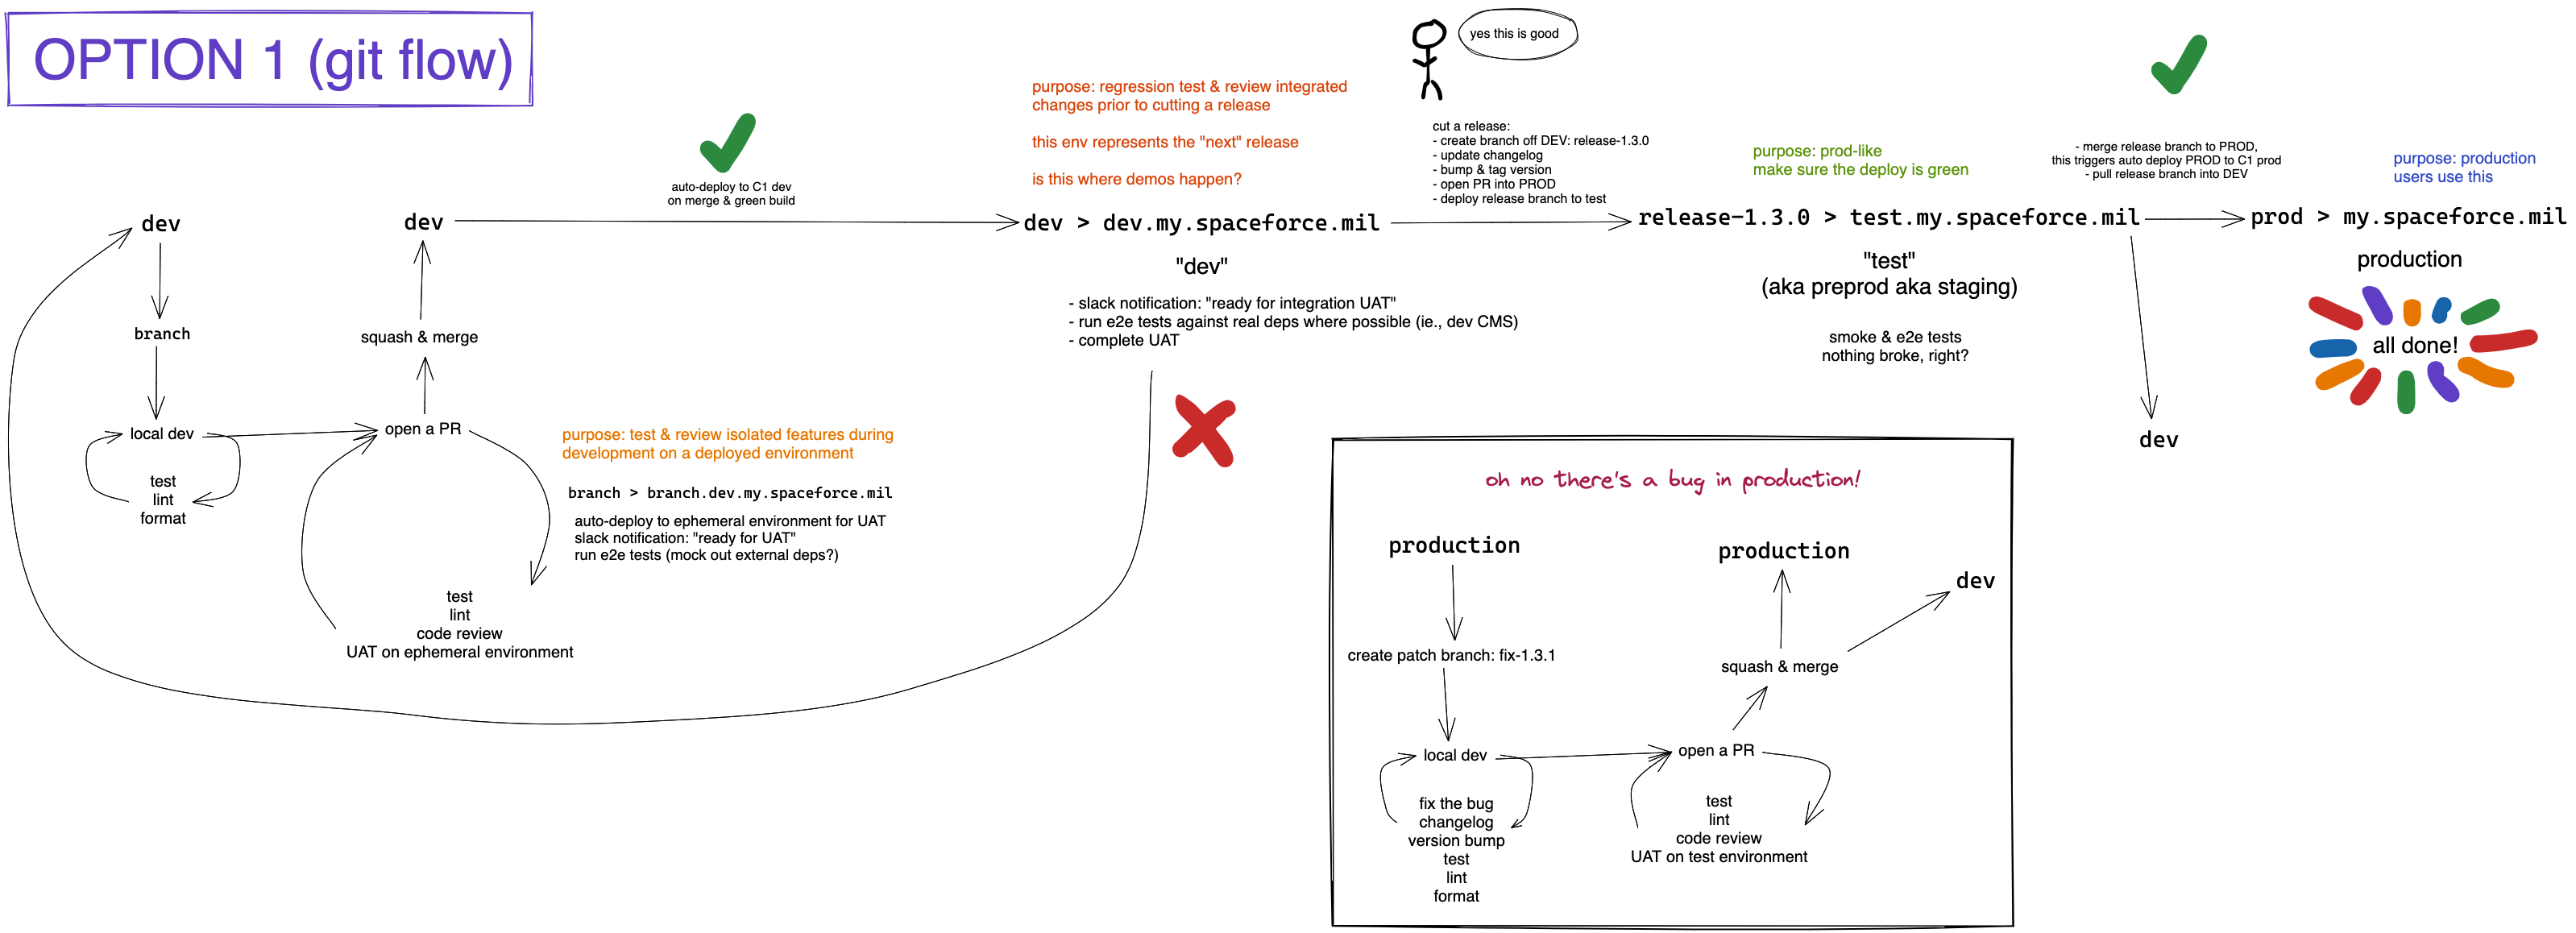 OPTION 1 (git flow)
yes this is good
purpose: regression test & review integrated
changes prior to cutting a release
this env represents the "next" release
is this where demos happen?
cut a release:
- create branch off DEV: release-1.3.0
- update changelog
- bump & tag version
- open PR into PROD
- deploy release branch to test
purpose: prod-like
make sure the deploy is green
- merge release branch to PROD,
this triggers auto deploy PROD to C1 prod
- pull release branch into DEV
purpose: production
users use this
auto-deploy to C1 dev
on merge & green build
dev
dev
dev > dev.my.spaceforce.mil
release-1.3.0 > test.my.spaceforce.mil
prod > my.spaceforce.mil
"dev"
- slack notification: "ready for integration UAT"
- run e2e tests against real deps where possible (ie., dev CMS)
- complete UAT
"test"
(aka preprod aka staging)
smoke & e2e tests
nothing broke, right?
production
all done!
dev
branch
local dev
test
lint
format
squash & merge
open a PR
purpose: test & review isolated features during
development on a deployed environment
branch > branch.dev.my.spaceforce.mil
auto-deploy to ephemeral environment for UAT
slack notification: "ready for UAT"
run e2e tests (mock out external deps?)
test
lint
code review
UAT on ephemeral environment
oh no there's a bug in production!
production
create patch branch: fix-1.3.1
local dev
fix the bug
changelog
version bump
test
lint
format
production
dev
squash & merge
open a PR
test
lint
code review
UAT on test environment